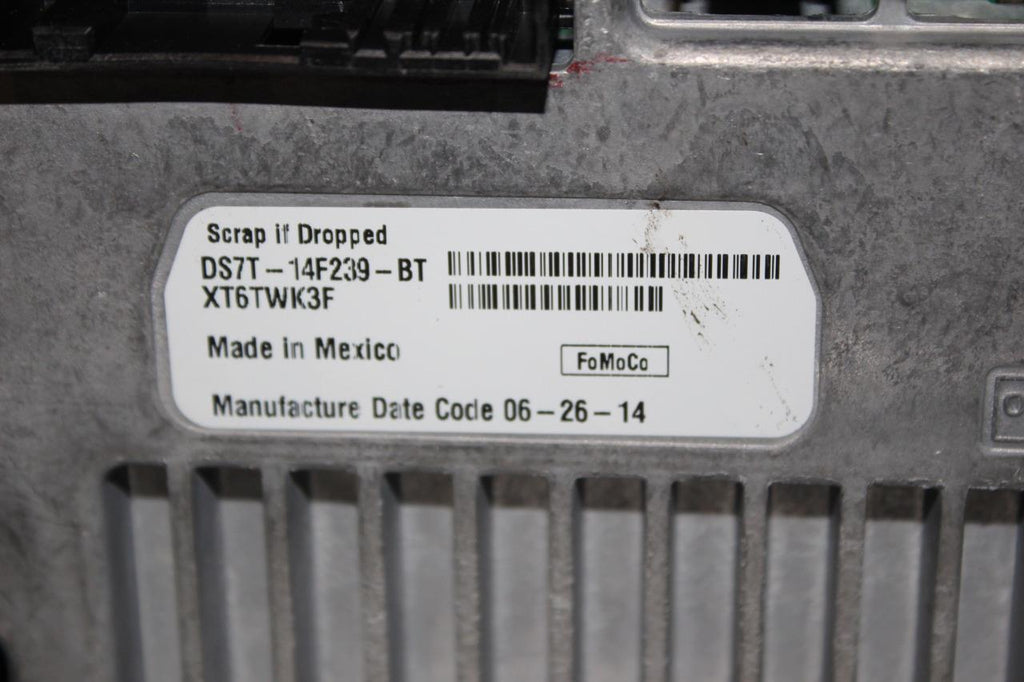 Scrap if Dropped
DS7T-14F239-BT
XT6TWK3F
Made in Mexico
FoMoCo
Manufacture Date Code 06-26-14